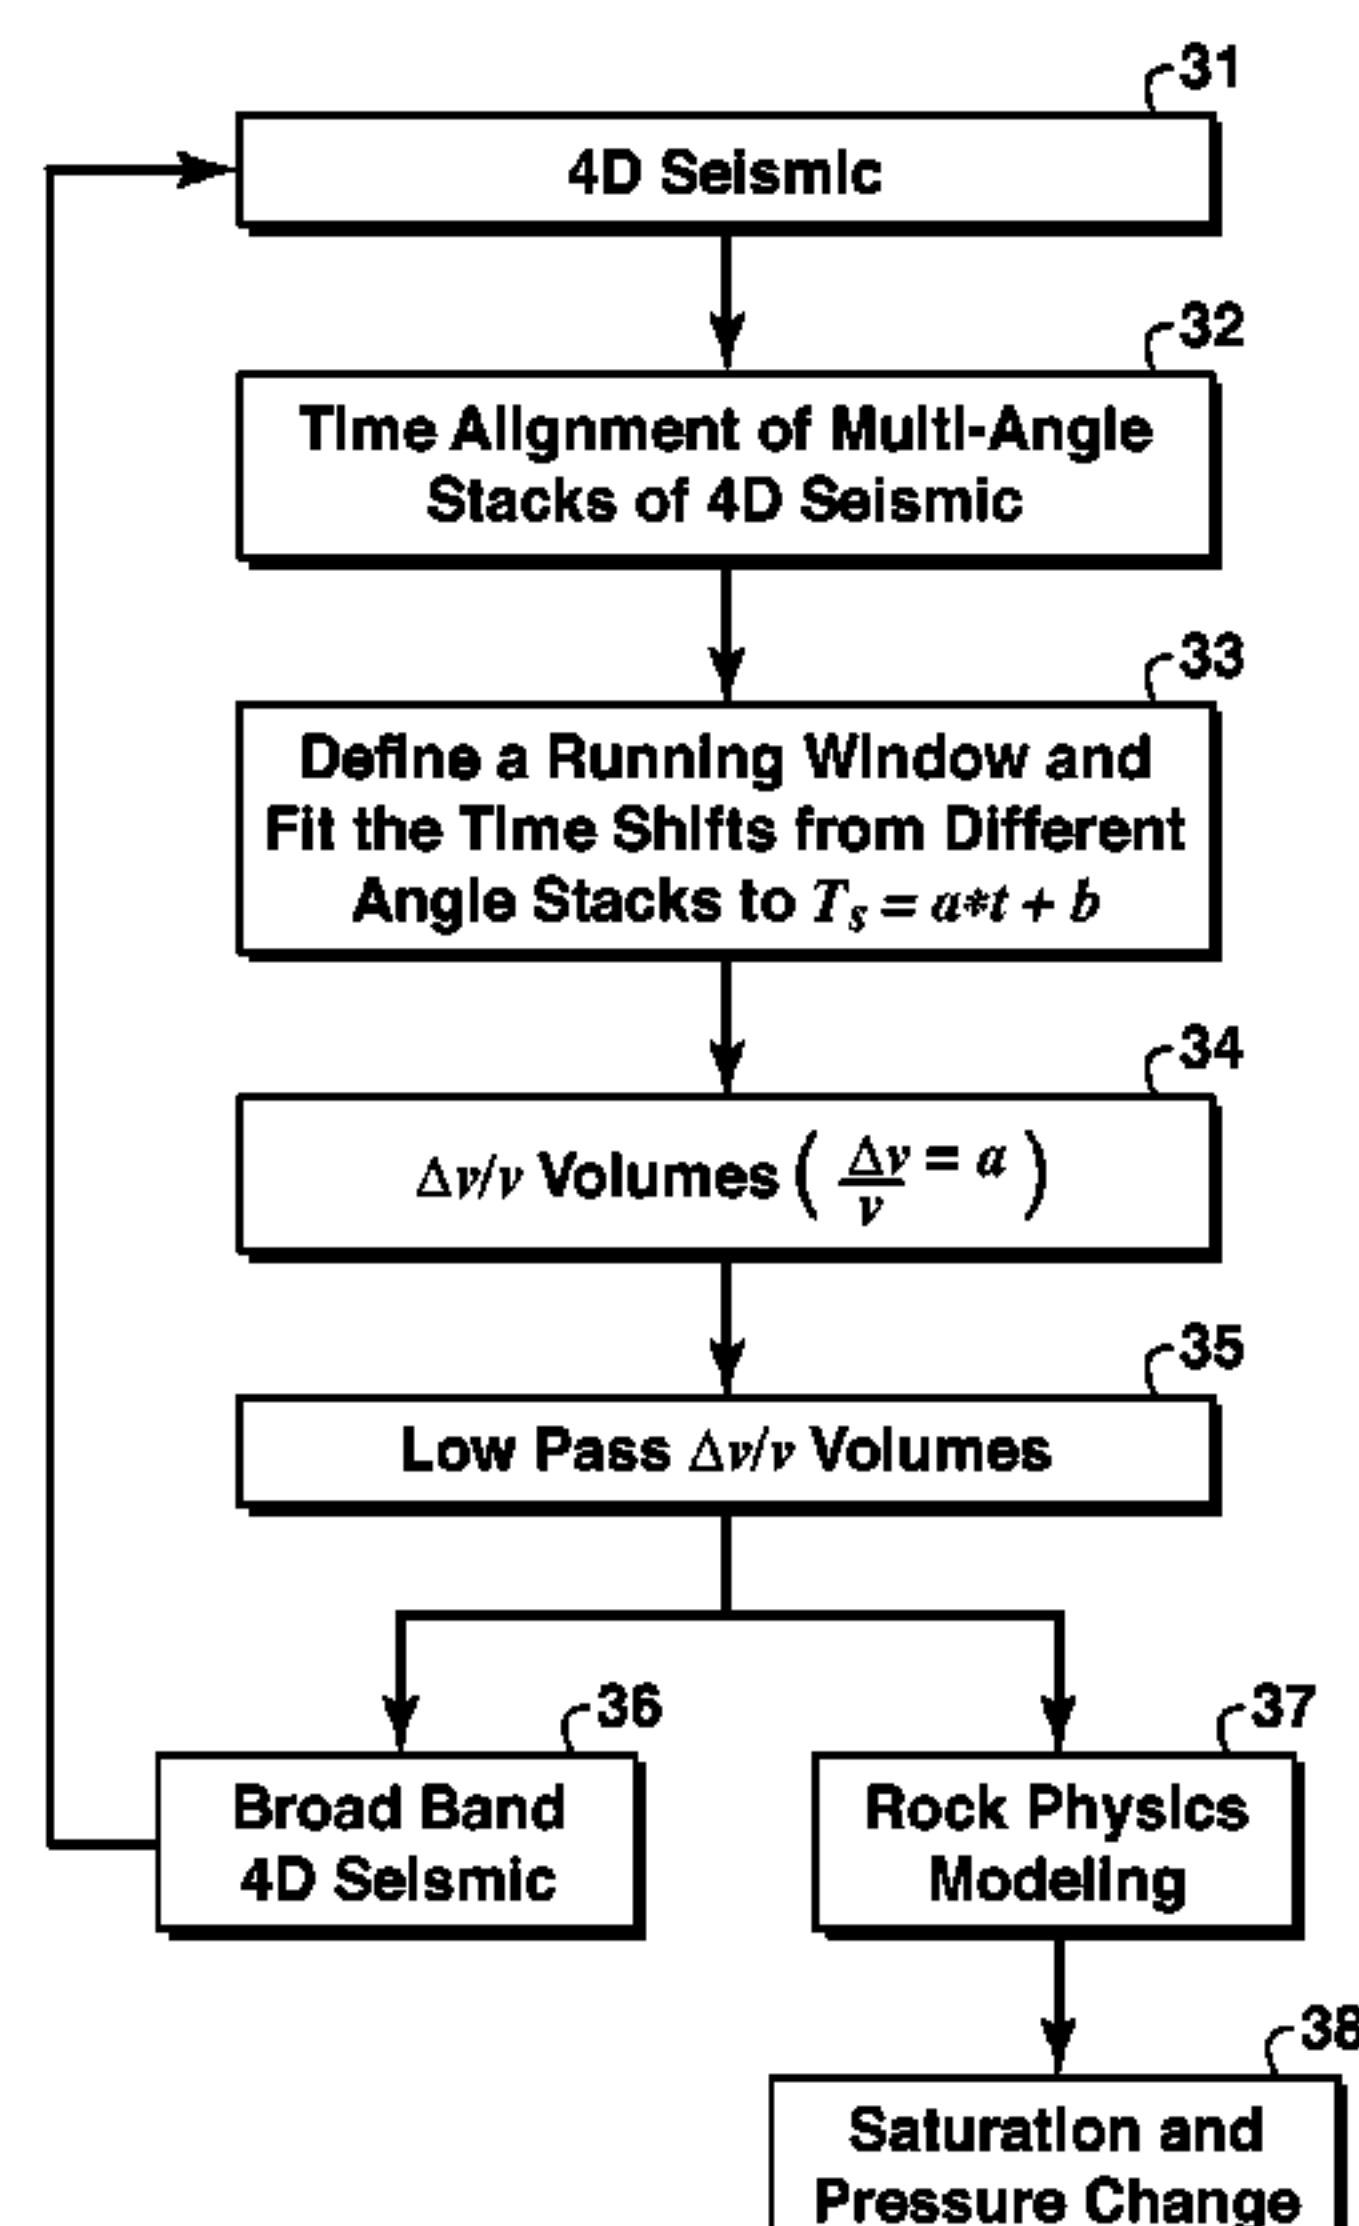 31
4D Seismic
32
Time Alignment of Multi-Angle
Stacks of 4D Seismic
33
Define a Running Window and
Fit the Time Shifts from Different
Angle Stacks to Tₛ = a*t + b
34
Δv/v Volumes ( Δv/v = a )
35
Low Pass Δv/v Volumes
36
Broad Band
4D Seismic
37
Rock Physics
Modeling
38
Saturation and
Pressure Change